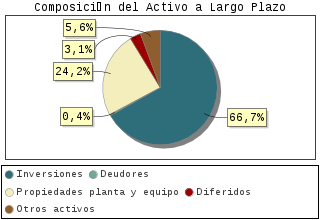 Composici□n del Activo a Largo Plazo
5,6%
3,1%
24,2%
0,4%
66,7%
Inversiones Deudores
Propiedades planta y equipo Diferidos
Otros activos